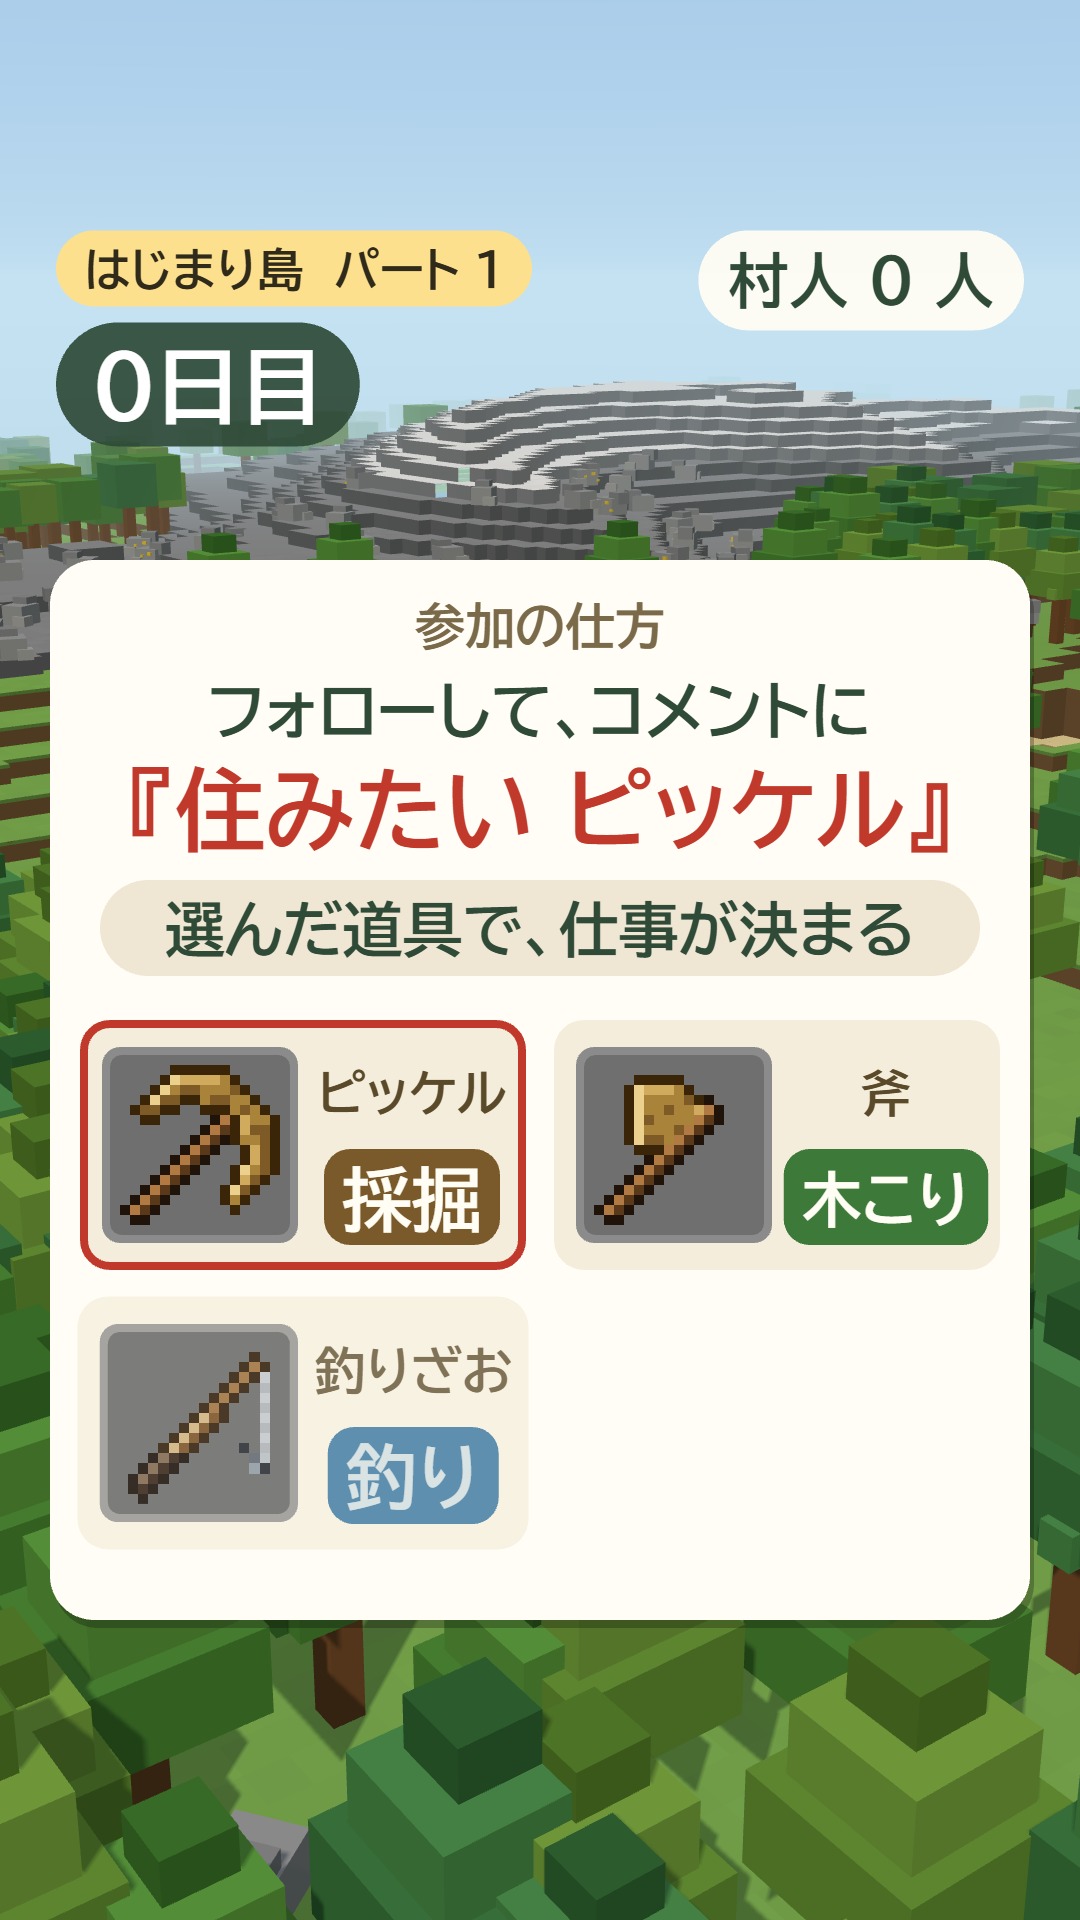 はじまり島 パート 1
村人 0 人
0日目
参加の仕方
フォローして、コメントに
『住みたい ピッケル』
選んだ道具で、仕事が決まる
ピッケル
採掘
斧
木こり
釣りざお
釣り